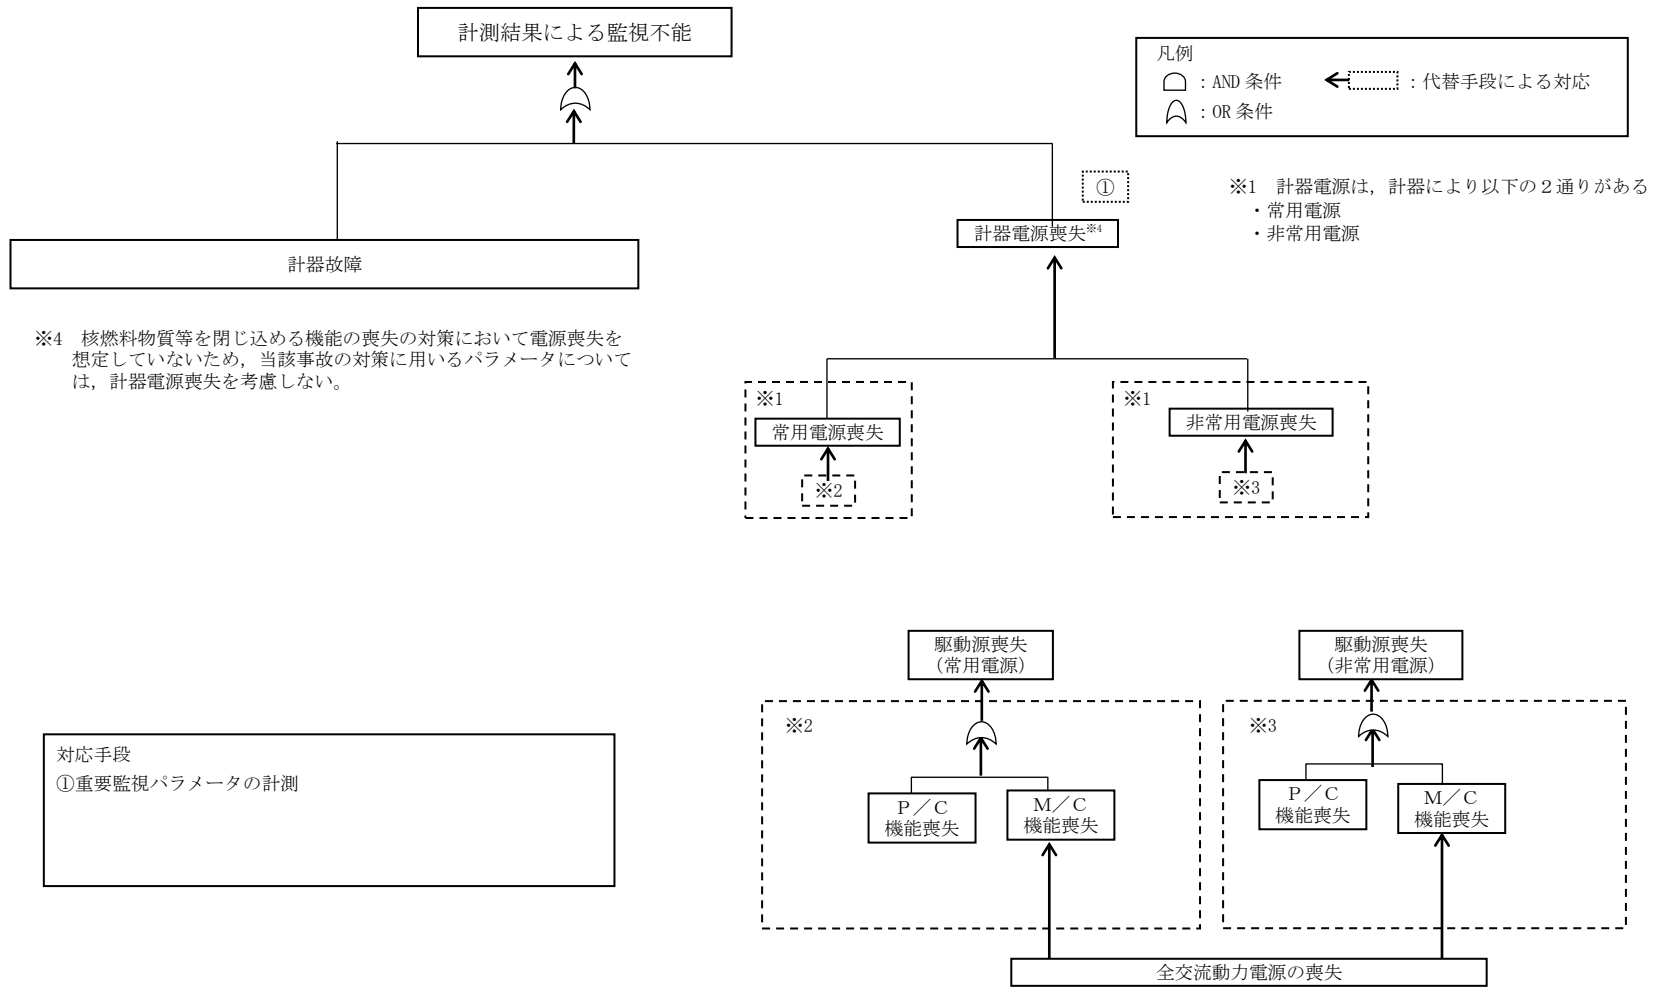 計測結果による監視不能
凡例
：AND 条件
：代替手段による対応
：OR 条件
①
※1　計器電源は，計器により以下の２通りがある
・常用電源
・非常用電源
計器電源喪失※4
計器故障
※4　核燃料物質等を閉じ込める機能の喪失の対策において電源喪失を
想定していないため，当該事故の対策に用いるパラメータについて
は，計器電源喪失を考慮しない。
※1
常用電源喪失
※2
※1
非常用電源喪失
※3
駆動源喪失
（常用電源）
駆動源喪失
（非常用電源）
※2
Ｐ／Ｃ
機能喪失
Ｍ／Ｃ
機能喪失
※3
Ｐ／Ｃ
機能喪失
Ｍ／Ｃ
機能喪失
対応手段
①重要監視パラメータの計測
全交流動力電源の喪失